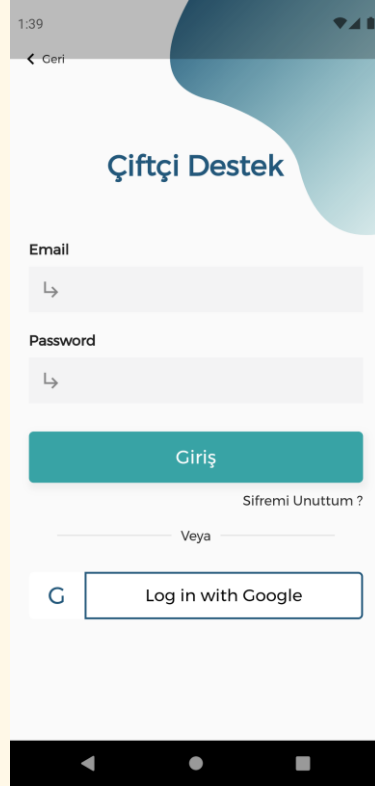 1:39
Geri
Çiftçi Destek
Email
Password
Giriş
Sifremi Unuttum ?
Veya
G
Log in with Google